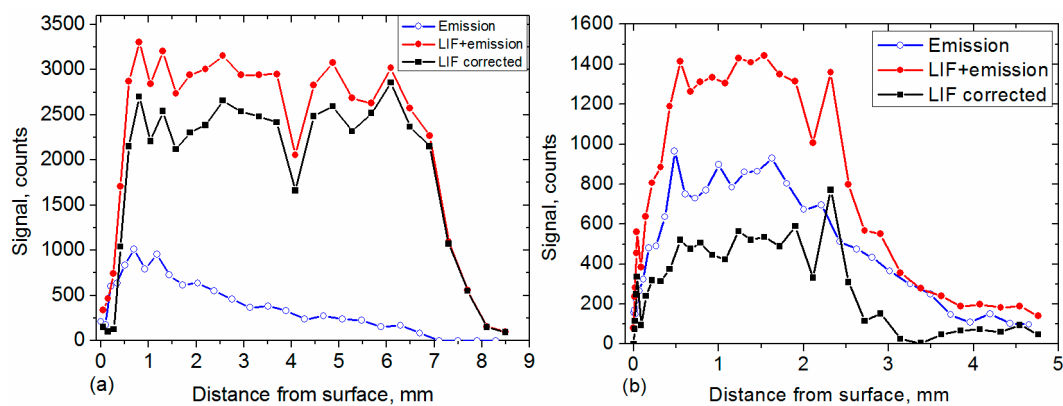 3500
3000
2500
2000
1500
1000
500
0
Signal, counts
Emission
LIF+emission
LIF corrected
0 1 2 3 4 5 6 7 8 9
(a)
Distance from surface, mm
1600
1400
1200
1000
800
600
400
200
0
Signal, counts
Emission
LIF+emission
LIF corrected
0 1 2 3 4 5
(b)
Distance from surface, mm